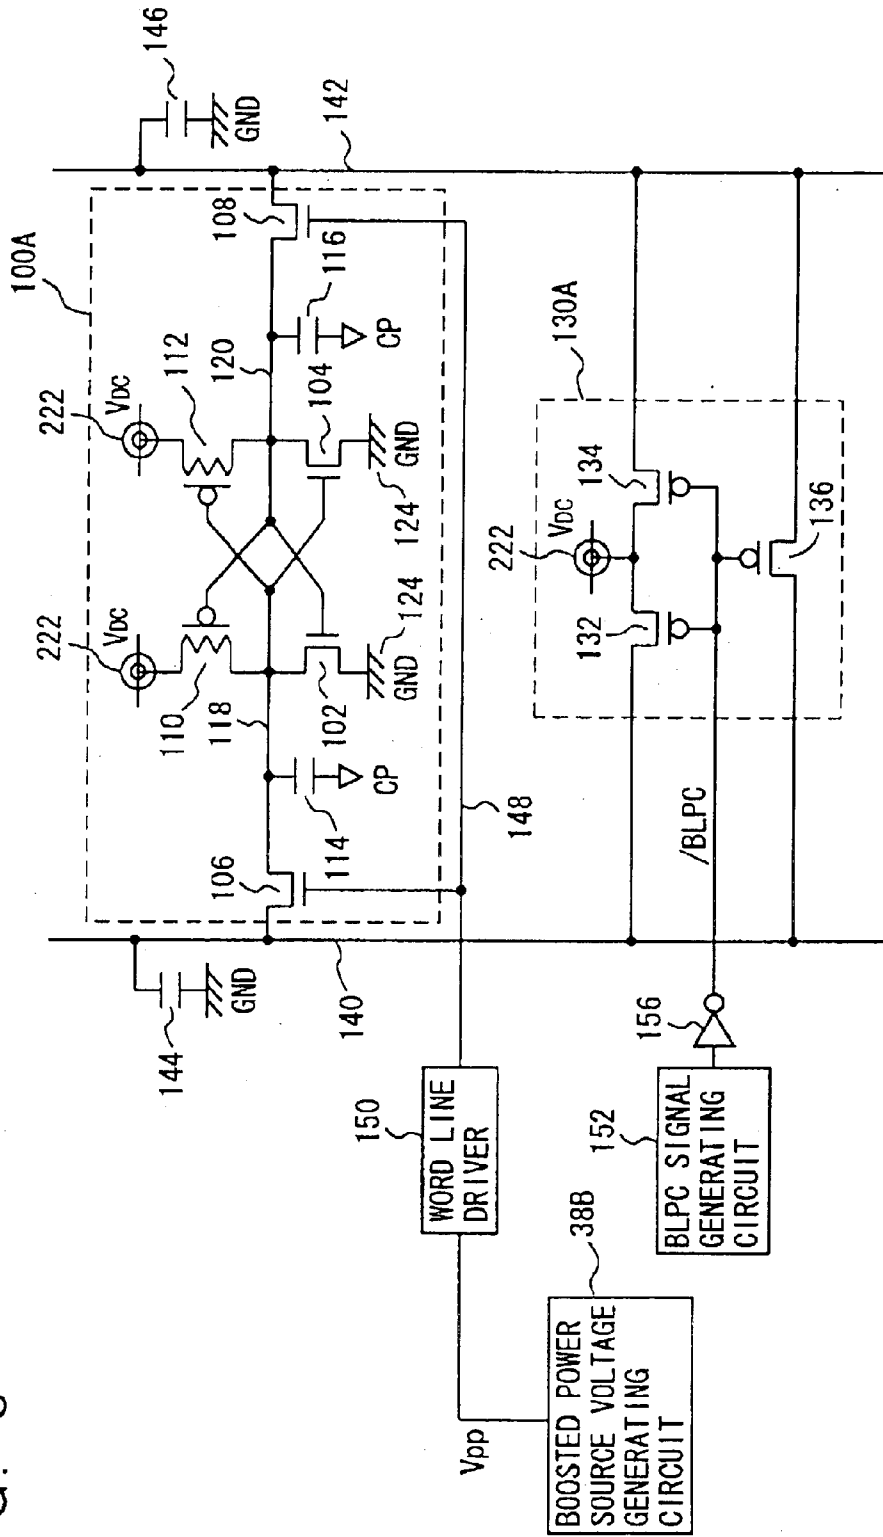 100A
222
VDC
110
222
VDC
112
118
120
102
104
124
GND
124
GND
106
108
114
CP
116
CP
144
GND
146
GND
140
142
148
150
WORD LINE
DRIVER
Vpp
38B
BOOSTED POWER
SOURCE VOLTAGE
GENERATING
CIRCUIT
130A
222
VDC
132
134
136
/BLPC
156
152
BLPC SIGNAL
GENERATING
CIRCUIT